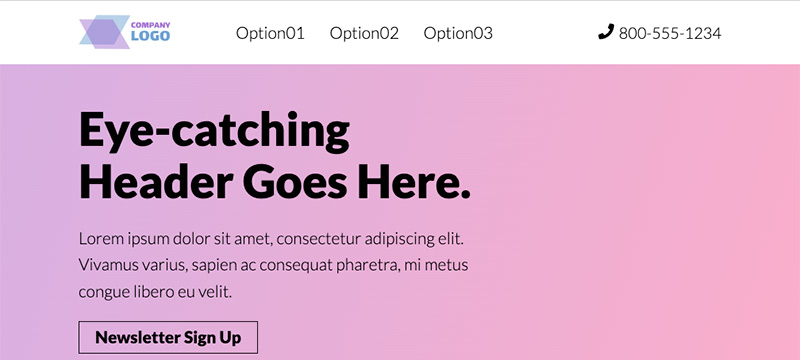 COMPANY
LOGO
Option01 Option02 Option03
800-555-1234
Eye-catching
Header Goes Here.
Lorem ipsum dolor sit amet, consectetur adipiscing elit.
Vivamus varius, sapien ac consequat pharetra, mi metus
congue libero eu velit.
Newsletter Sign Up